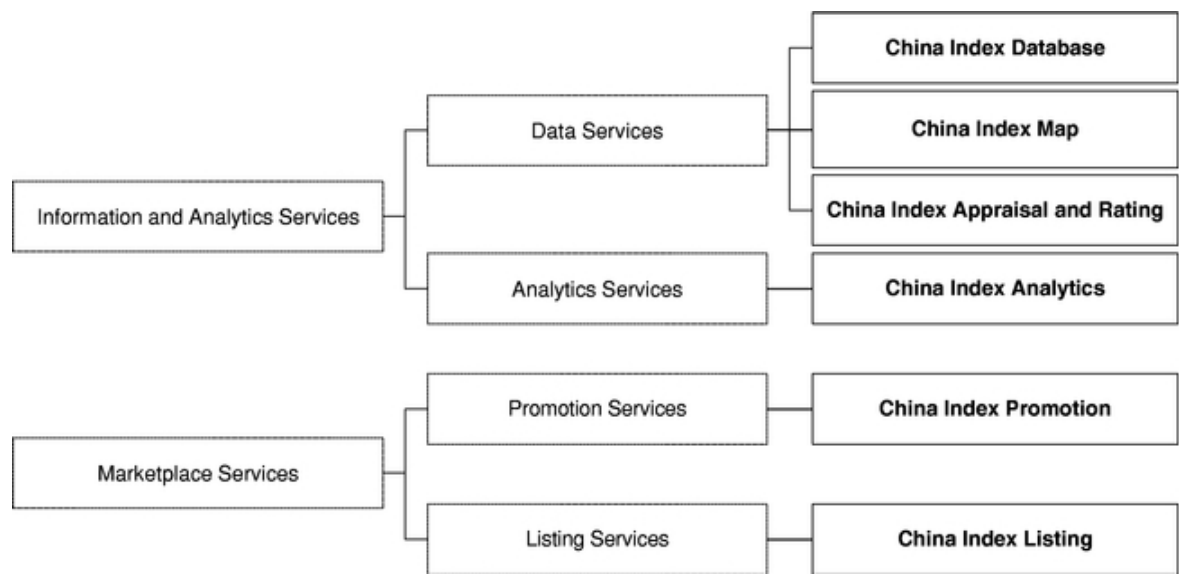 China Index Database
Data Services
China Index Map
Information and Analytics Services
China Index Appraisal and Rating
Analytics Services
China Index Analytics
Promotion Services
China Index Promotion
Marketplace Services
Listing Services
China Index Listing